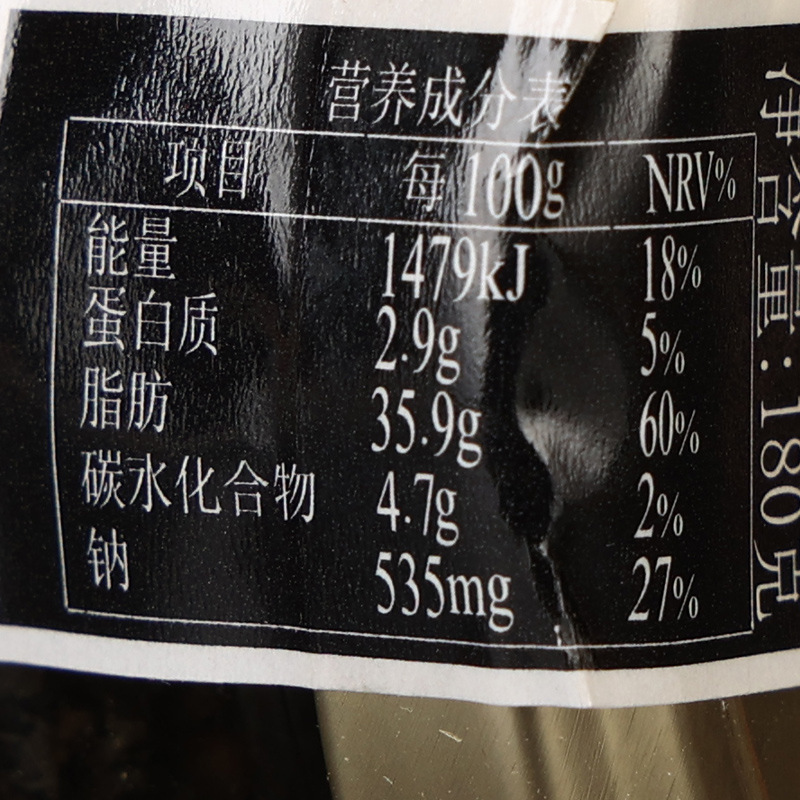 营养成分表
项目 每100g NRV%
能量 1479kJ 18%
蛋白质 2.9g 5%
脂肪 35.9g 60%
碳水化合物 4.7g 2%
钠 535mg 27%
净含量:180克